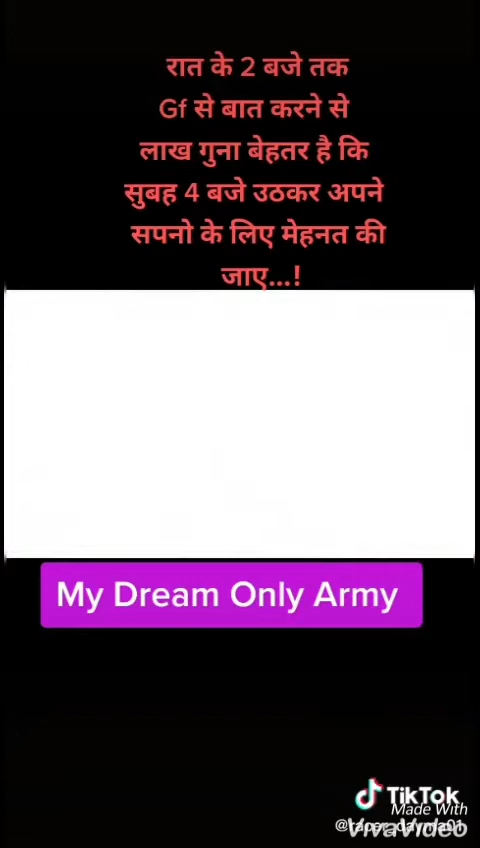 रात के 2 बजे तक
Gf से बात करने से
लाख गुना बेहतर है कि
सुबह 4 बजे उठकर अपने
सपनो के लिए मेहनत की
जाए...!
My Dream Only Army
TikTok
Made With
VivaVideo